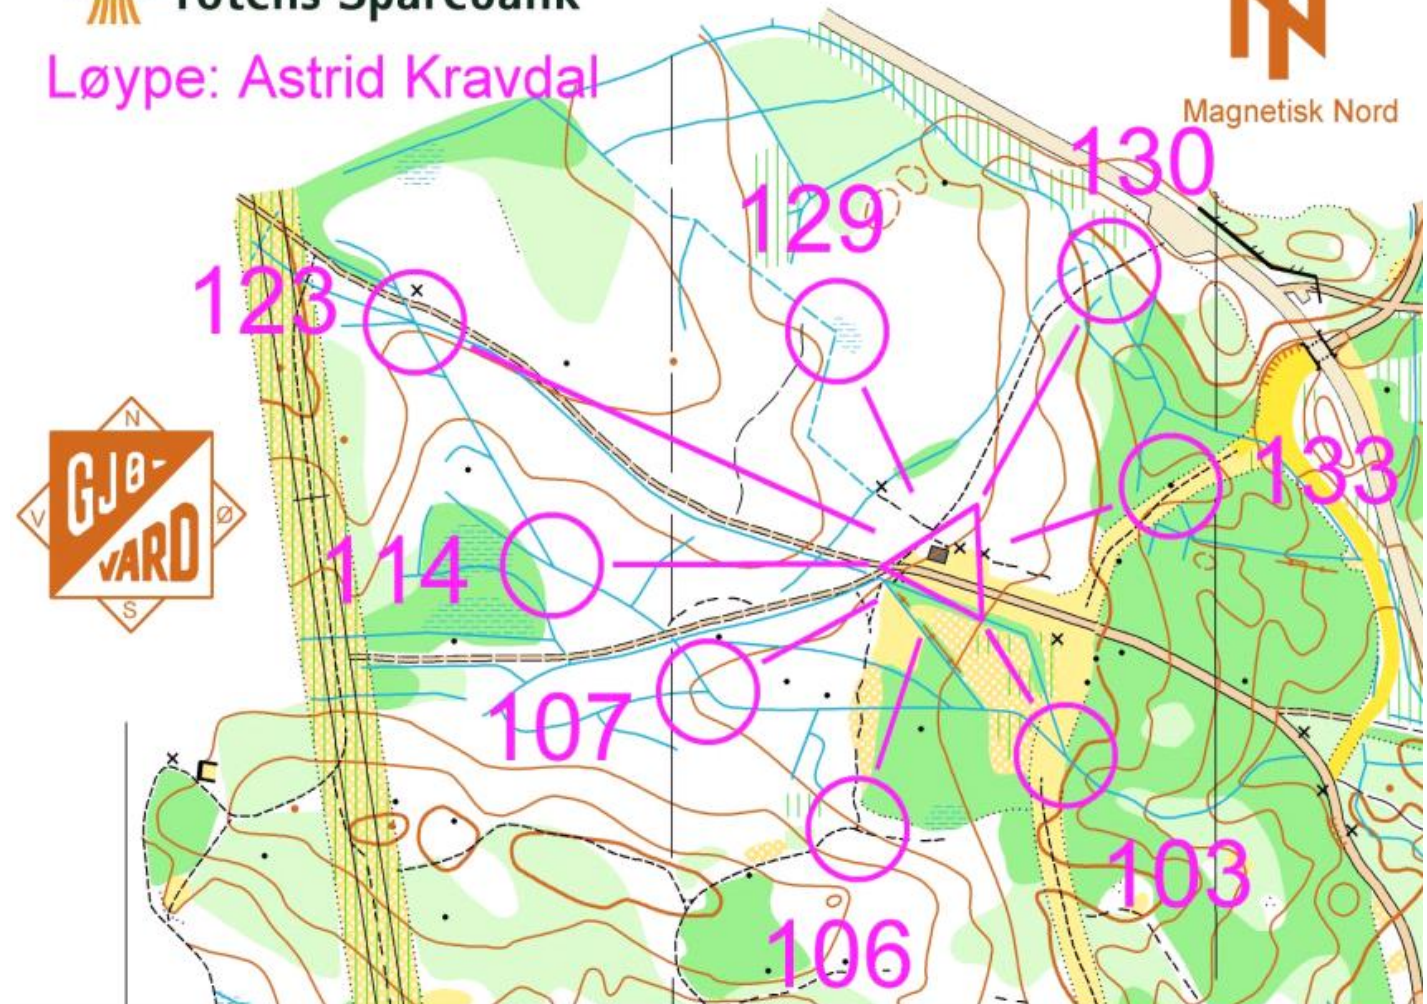 Totens Sparebank
Løype: Astrid Kravdal
N
Magnetisk Nord
130
129
123
133
N
GJØ-
VARD
V
Ø
S
114
107
103
106